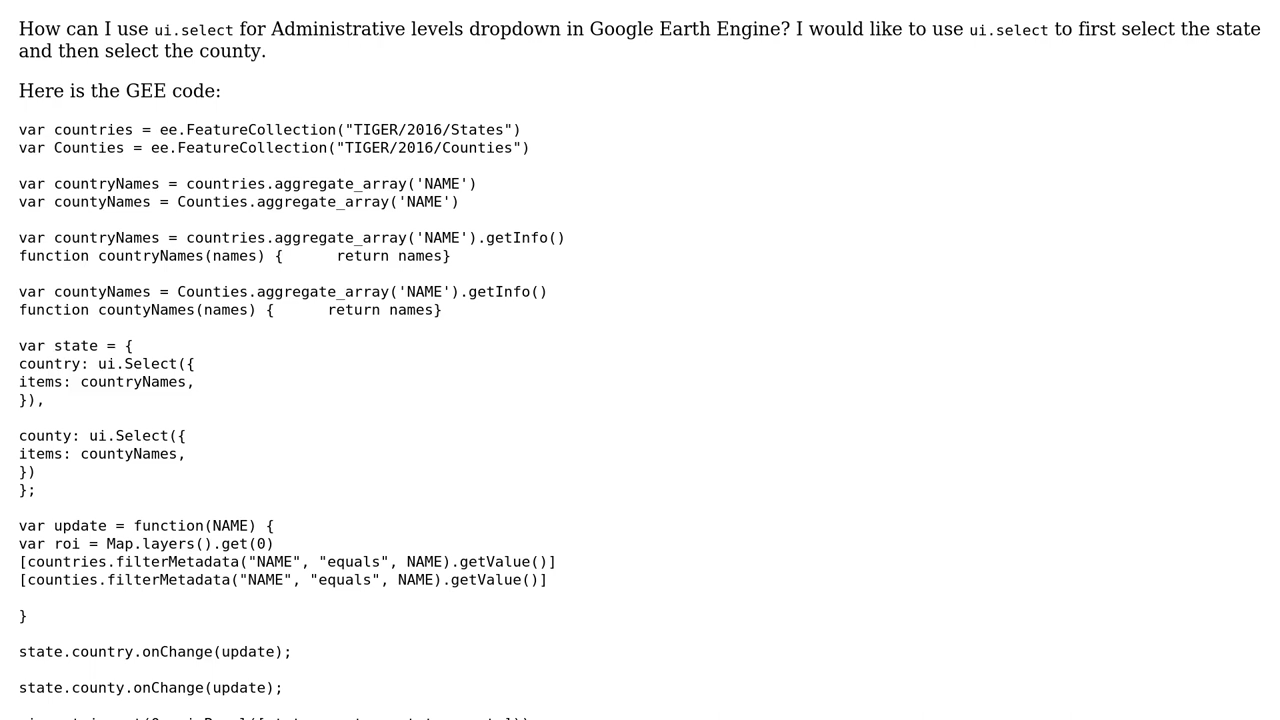 How can I use ui.select for Administrative levels dropdown in Google Earth Engine? I would like to use ui.select to first select the state
and then select the county.
Here is the GEE code:
var countries = ee.FeatureCollection("TIGER/2016/States")
var Counties = ee.FeatureCollection("TIGER/2016/Counties")
var countryNames = countries.aggregate_array('NAME')
var countyNames = Counties.aggregate_array('NAME')
var countryNames = countries.aggregate_array('NAME').getInfo()
function countryNames(names) {      return names}
var countyNames = Counties.aggregate_array('NAME').getInfo()
function countyNames(names) {      return names}
var state = {
country: ui.Select({
items: countryNames,
}),
county: ui.Select({
items: countyNames,
})
};
var update = function(NAME) {
var roi = Map.layers().get(0)
[countries.filterMetadata("NAME", "equals", NAME).getValue()]
[counties.filterMetadata("NAME", "equals", NAME).getValue()]
}
state.country.onChange(update);
state.county.onChange(update);